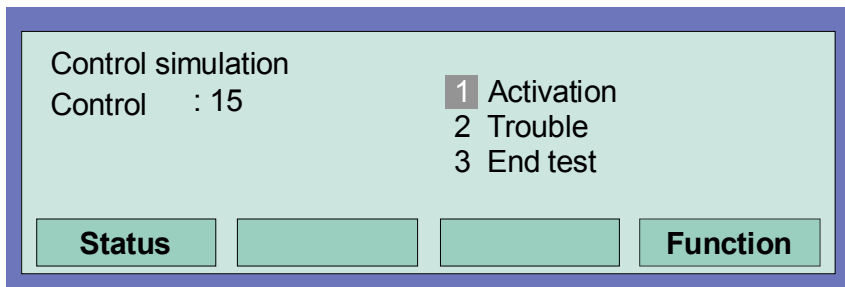 Control simulation
Control : 15
1 Activation
2 Trouble
3 End test
Status
Function